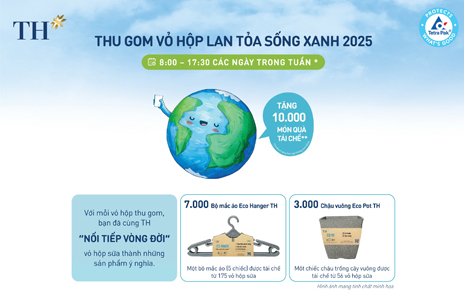 TH
PROTECTS
Tetra Pak
WHAT'S GOOD
THU GOM VỎ HỘP LAN TỎA SỐNG XANH 2025
8:00 – 17:30 CÁC NGÀY TRONG TUẦN *
TẶNG
10.000
MÓN QUÀ
TÁI CHẾ**
Với mỗi vỏ hộp thu gom,
bạn đã cùng TH
"NỐI TIẾP VÒNG ĐỜI"
vỏ hộp sữa thành những
sản phẩm ý nghĩa.
7.000 Bộ mắc áo Eco Hanger TH
Một bộ mắc áo (5 chiếc) được tái chế
từ 175 vỏ hộp sữa
3.000 Chậu vuông Eco Pot TH
Một chiếc chậu trồng cây vuông được
tái chế từ 56 vỏ hộp sữa
Hình ảnh mang tính chất minh họa